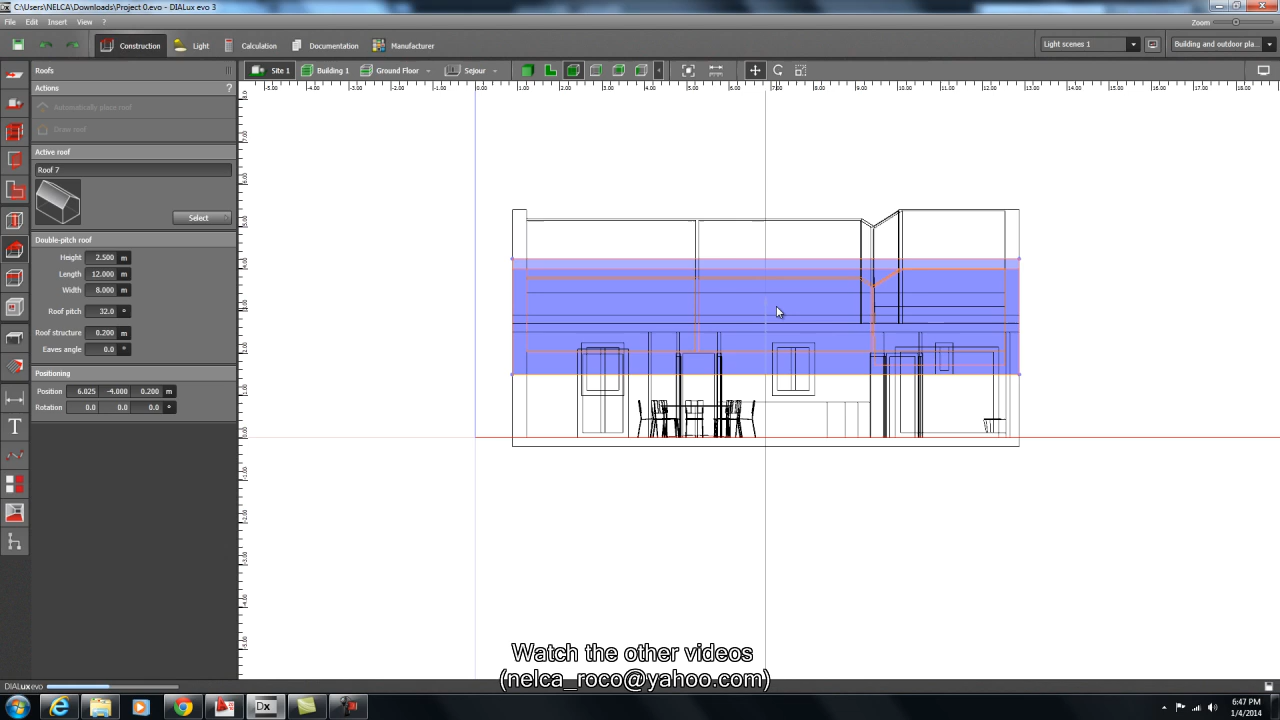 C:\Users\NELCA\Downloads\Project 0.evo - DIALux evo 3
File Edit Insert View ?
Zoom
Construction Light Calculation Documentation Manufacturer
Light scenes 1
Building and outdoor pla...
Roofs
Site 1 Building 1 Ground Floor Sejour
Actions ?
Automatically place roof
Draw roof
Active roof
Roof 7
Select
Double-pitch roof
Height 2.500 m
Length 12.000 m
Width 8.000 m
Roof pitch 32.0 °
Roof structure 0.200 m
Eaves angle 0.0 °
Positioning
Position 6.025 -4.000 0.200 m
Rotation 0.0 0.0 0.0 °
Watch the other videos
(nelca_roco@yahoo.com)
DIALux evo
6:47 PM
1/4/2014